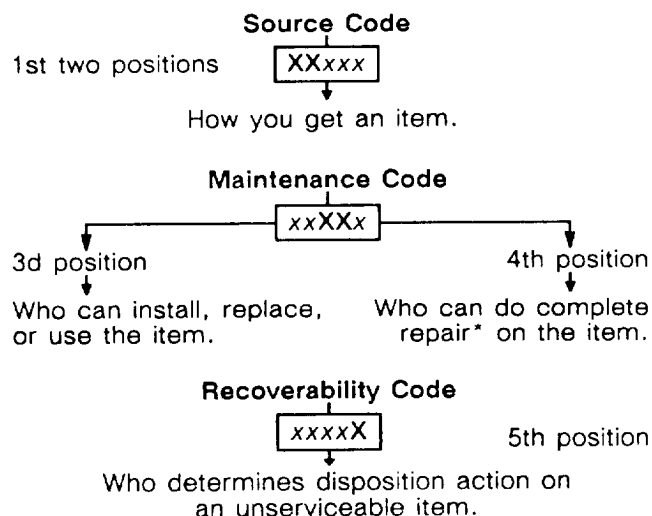 Source Code
1st two positions XXxxx
How you get an item.
Maintenance Code
xxXXx
3d position 4th position
Who can install, replace, Who can do complete
or use the item. repair* on the item.
Recoverability Code
xxxxX 5th position
Who determines disposition action on
an unserviceable item.